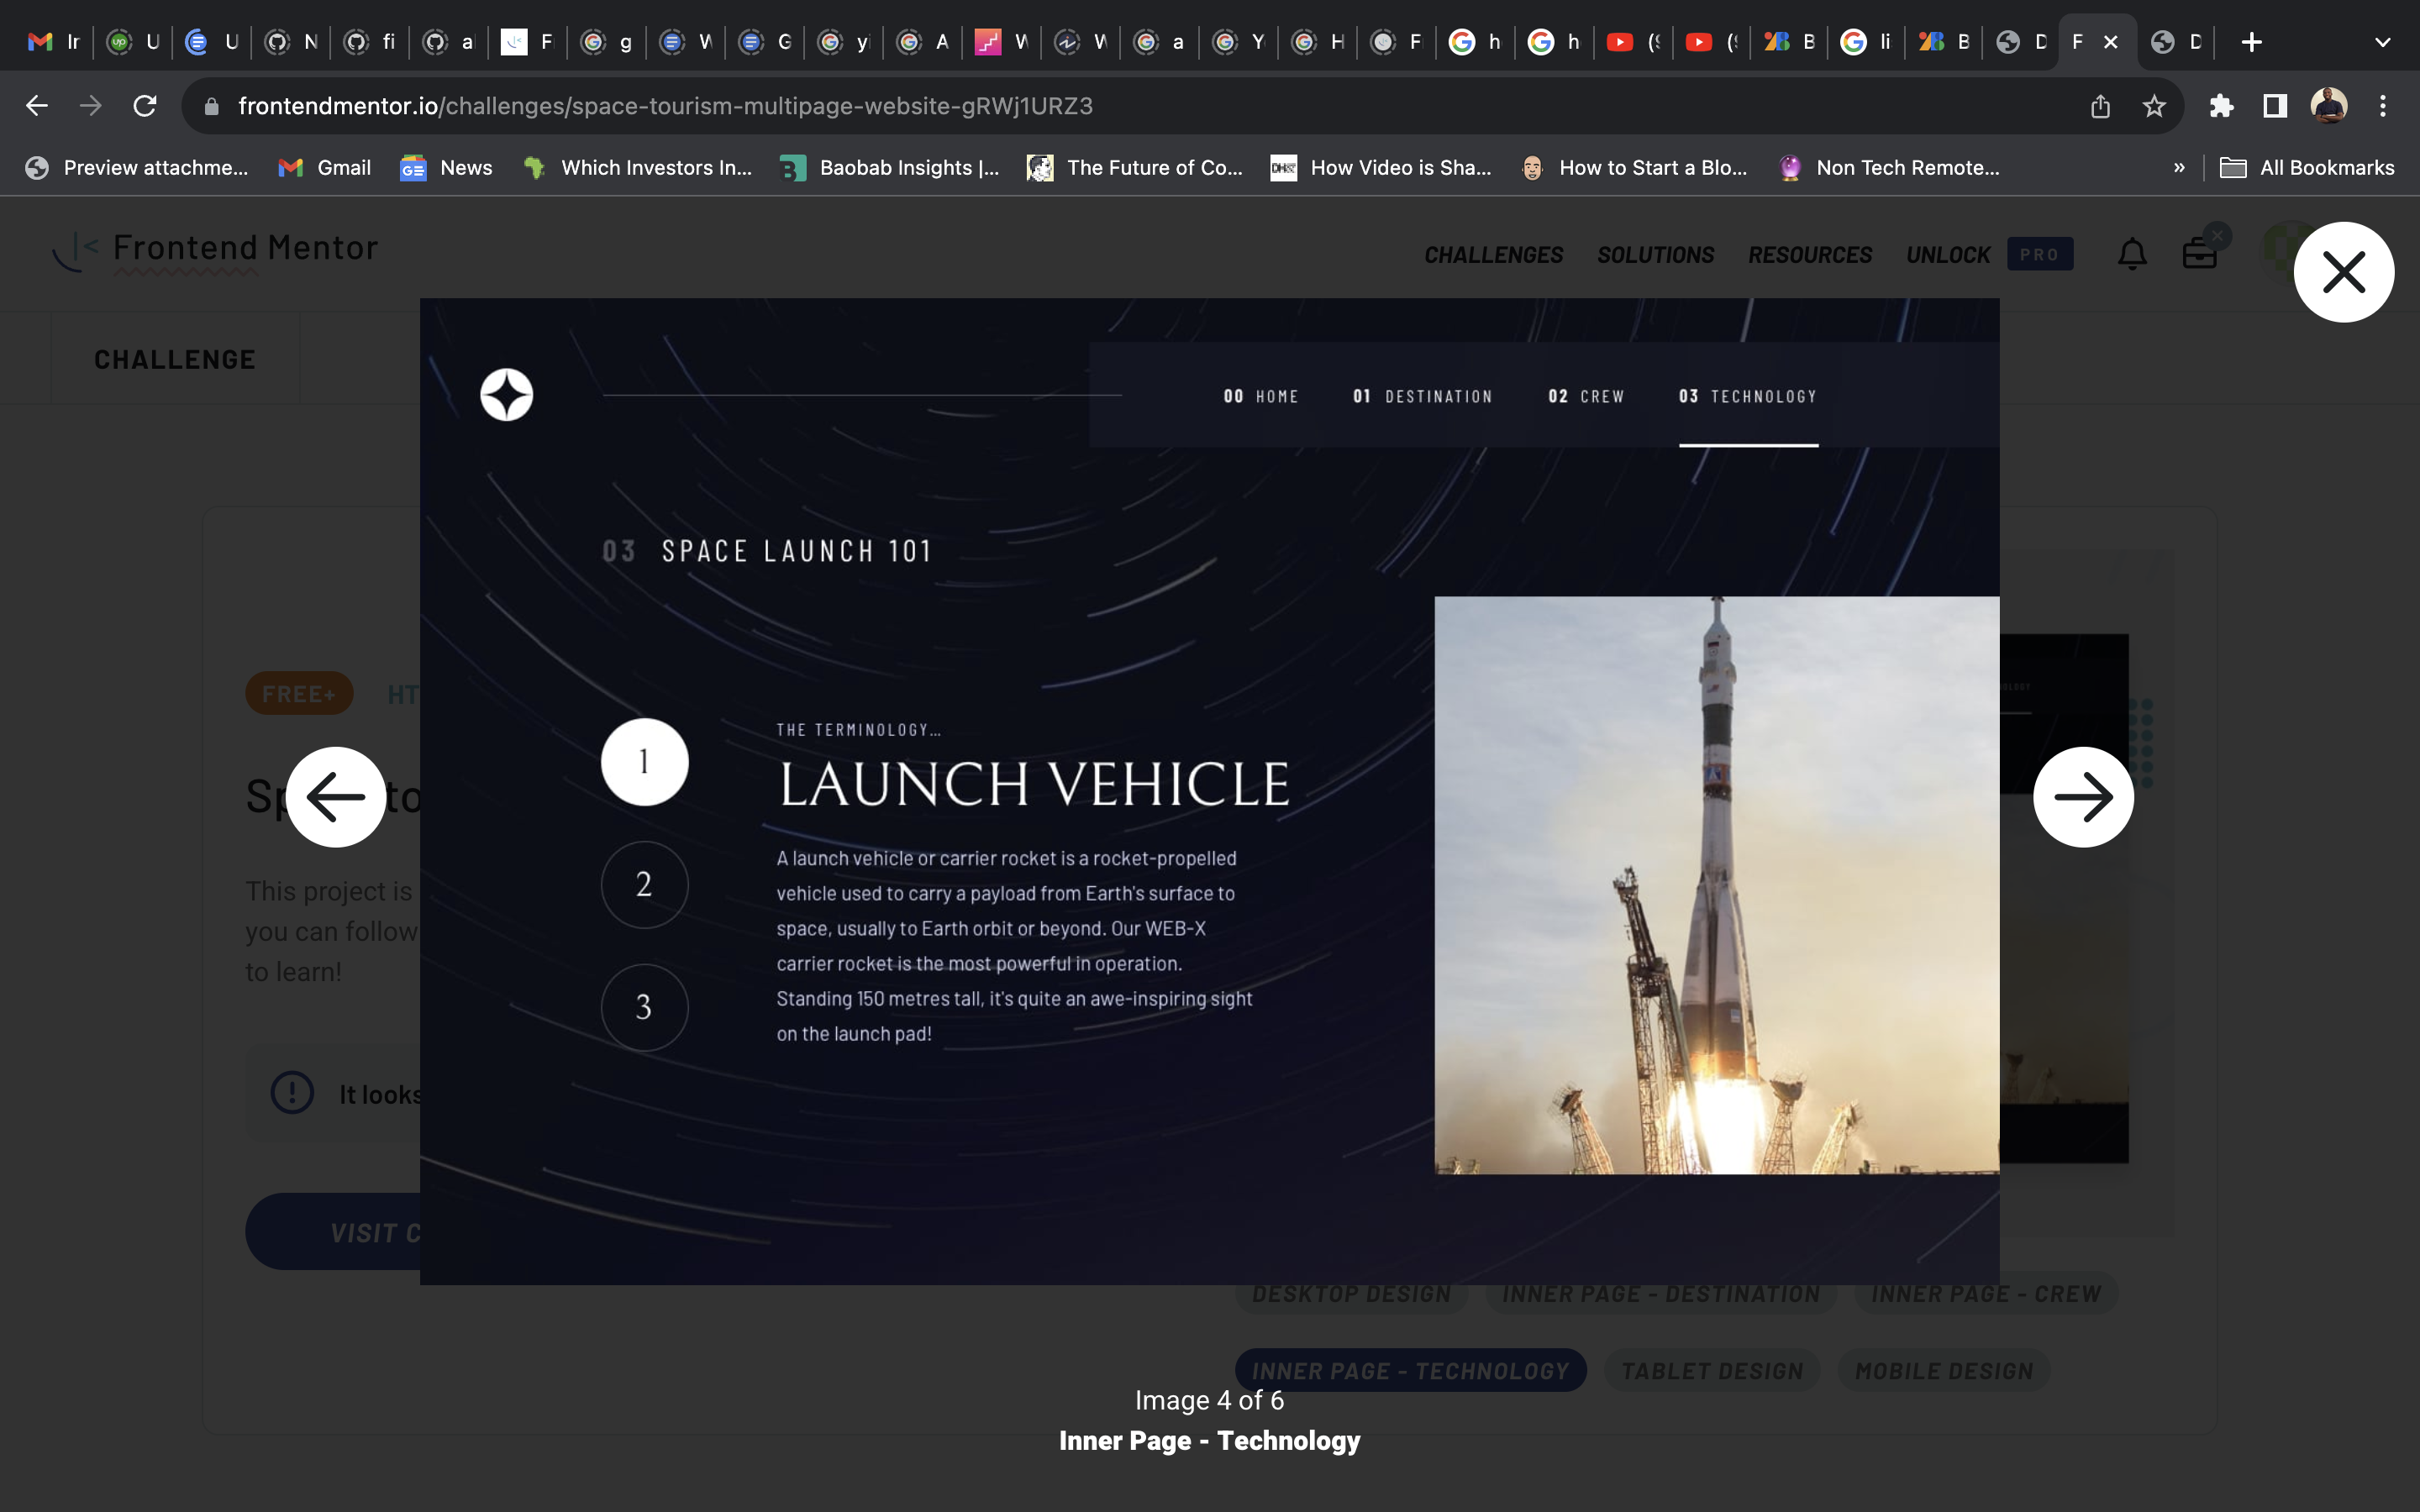 Ir
U
U
N
fi
a
F
g
W
G
yi
A
W
W
a
Y
H
F
h
h
B
li
B
D
F
D
frontendmentor.io/challenges/space-tourism-multipage-website-gRWj1URZ3
Preview attachme...
Gmail
News
Which Investors In...
Baobab Insights |...
The Future of Co...
How Video is Sha...
How to Start a Blo...
Non Tech Remote...
»
All Bookmarks
Frontend Mentor
CHALLENGES
SOLUTIONS
RESOURCES
UNLOCK PRO
CHALLENGE
00 HOME
01 DESTINATION
02 CREW
03 TECHNOLOGY
03 SPACE LAUNCH 101
FREE+
HT
1
2
3
THE TERMINOLOGY...
LAUNCH VEHICLE
A launch vehicle or carrier rocket is a rocket-propelled
vehicle used to carry a payload from Earth's surface to
space, usually to Earth orbit or beyond. Our WEB-X
carrier rocket is the most powerful in operation.
Standing 150 metres tall, it's quite an awe-inspiring sight
on the launch pad!
This project is
you can follow
to learn!
It looks
VISIT C
DESKTOP DESIGN
INNER PAGE - DESTINATION
INNER PAGE - CREW
INNER PAGE - TECHNOLOGY
TABLET DESIGN
MOBILE DESIGN
Image 4 of 6
Inner Page - Technology